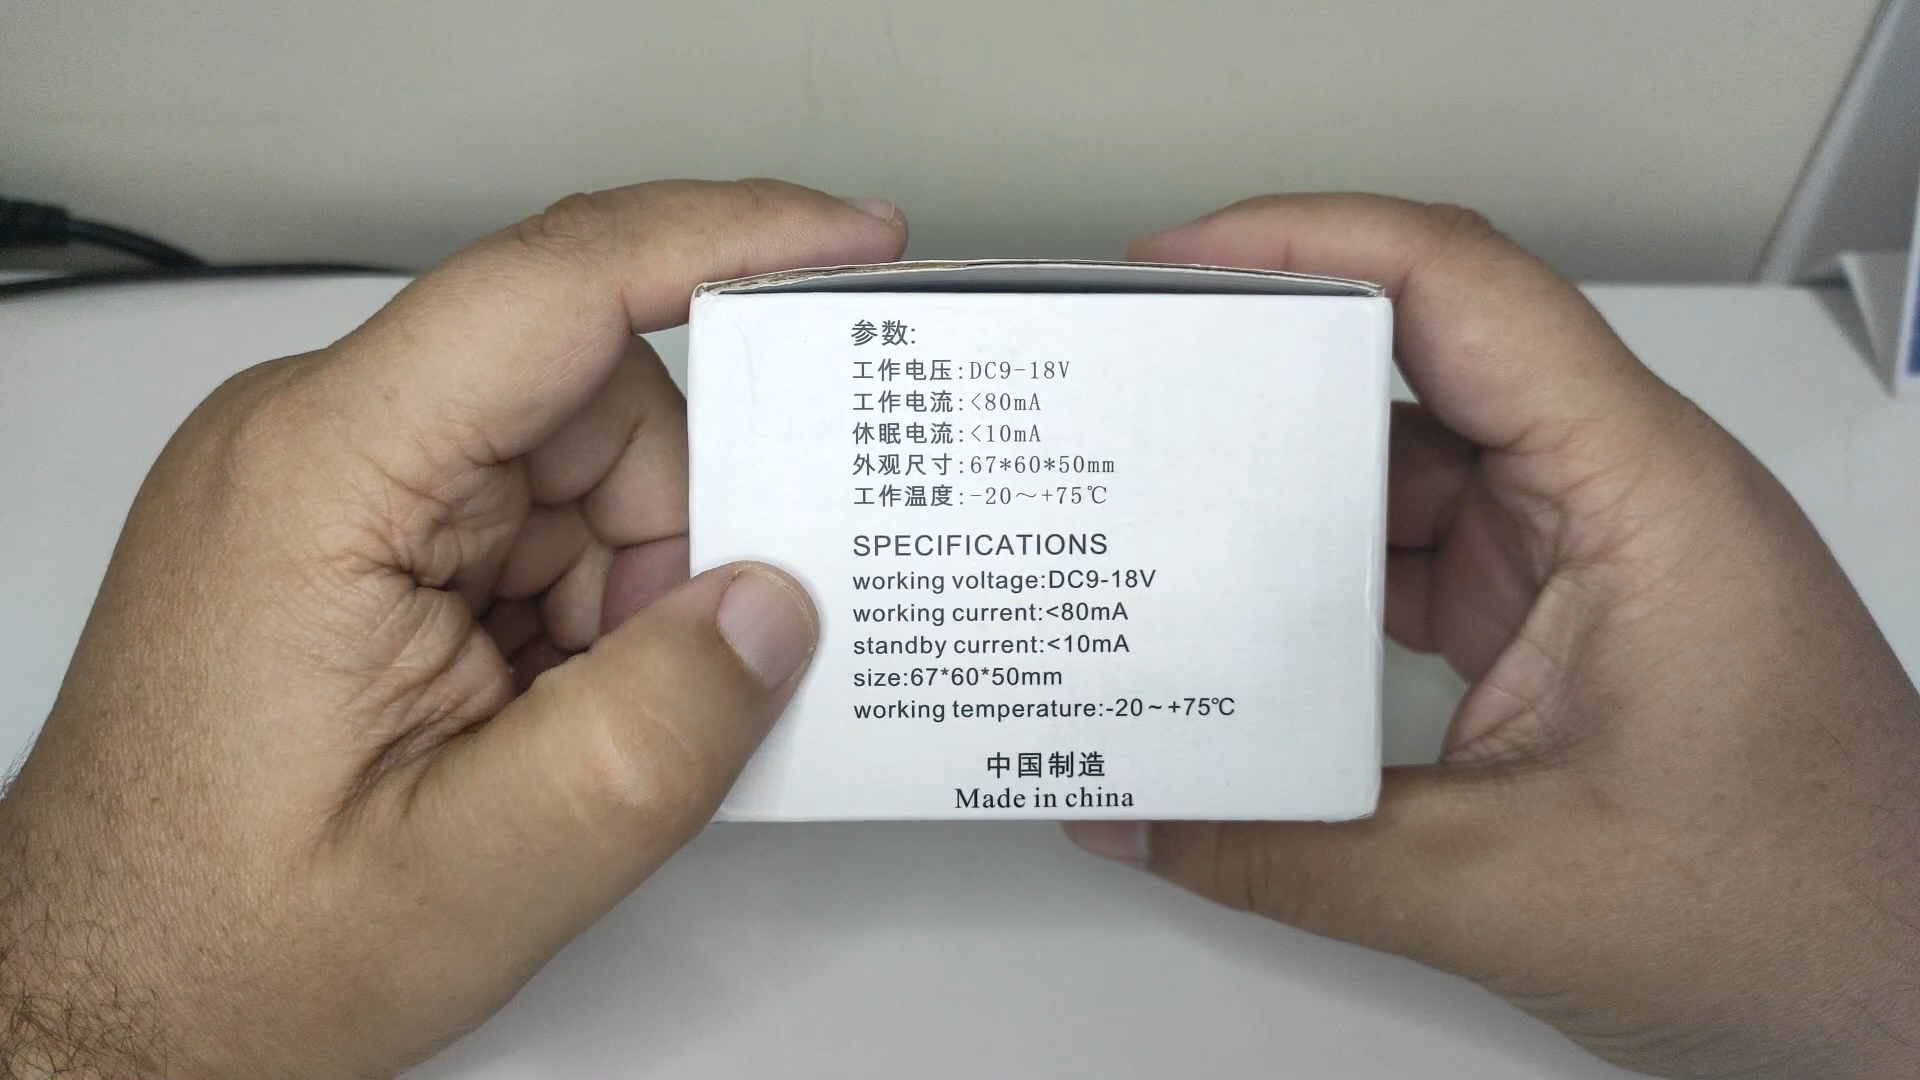 参数:
工作电压:DC9-18V
工作电流:<80mA
休眠电流:<10mA
外观尺寸:67*60*50mm
工作温度:-20～+75℃
SPECIFICATIONS
working voltage:DC9-18V
working current:<80mA
standby current:<10mA
size:67*60*50mm
working temperature:-20~+75℃
中国制造
Made in china